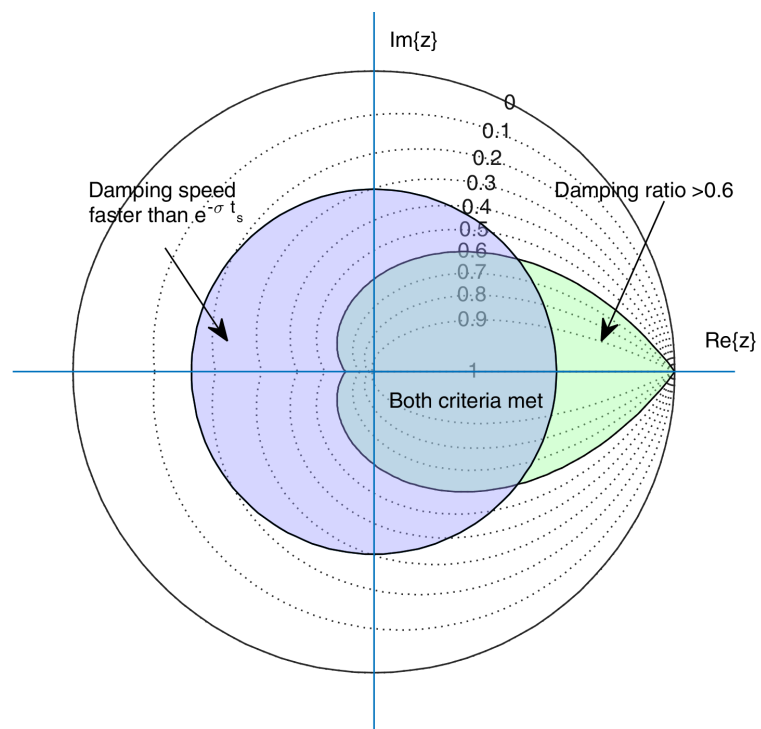 Im{z}
0
0.1
0.2
Damping speed
faster than e^-σ t_s
0.3
Damping ratio >0.6
0.4
0.5
0.6
0.7
0.8
0.9
Re{z}
1
Both criteria met